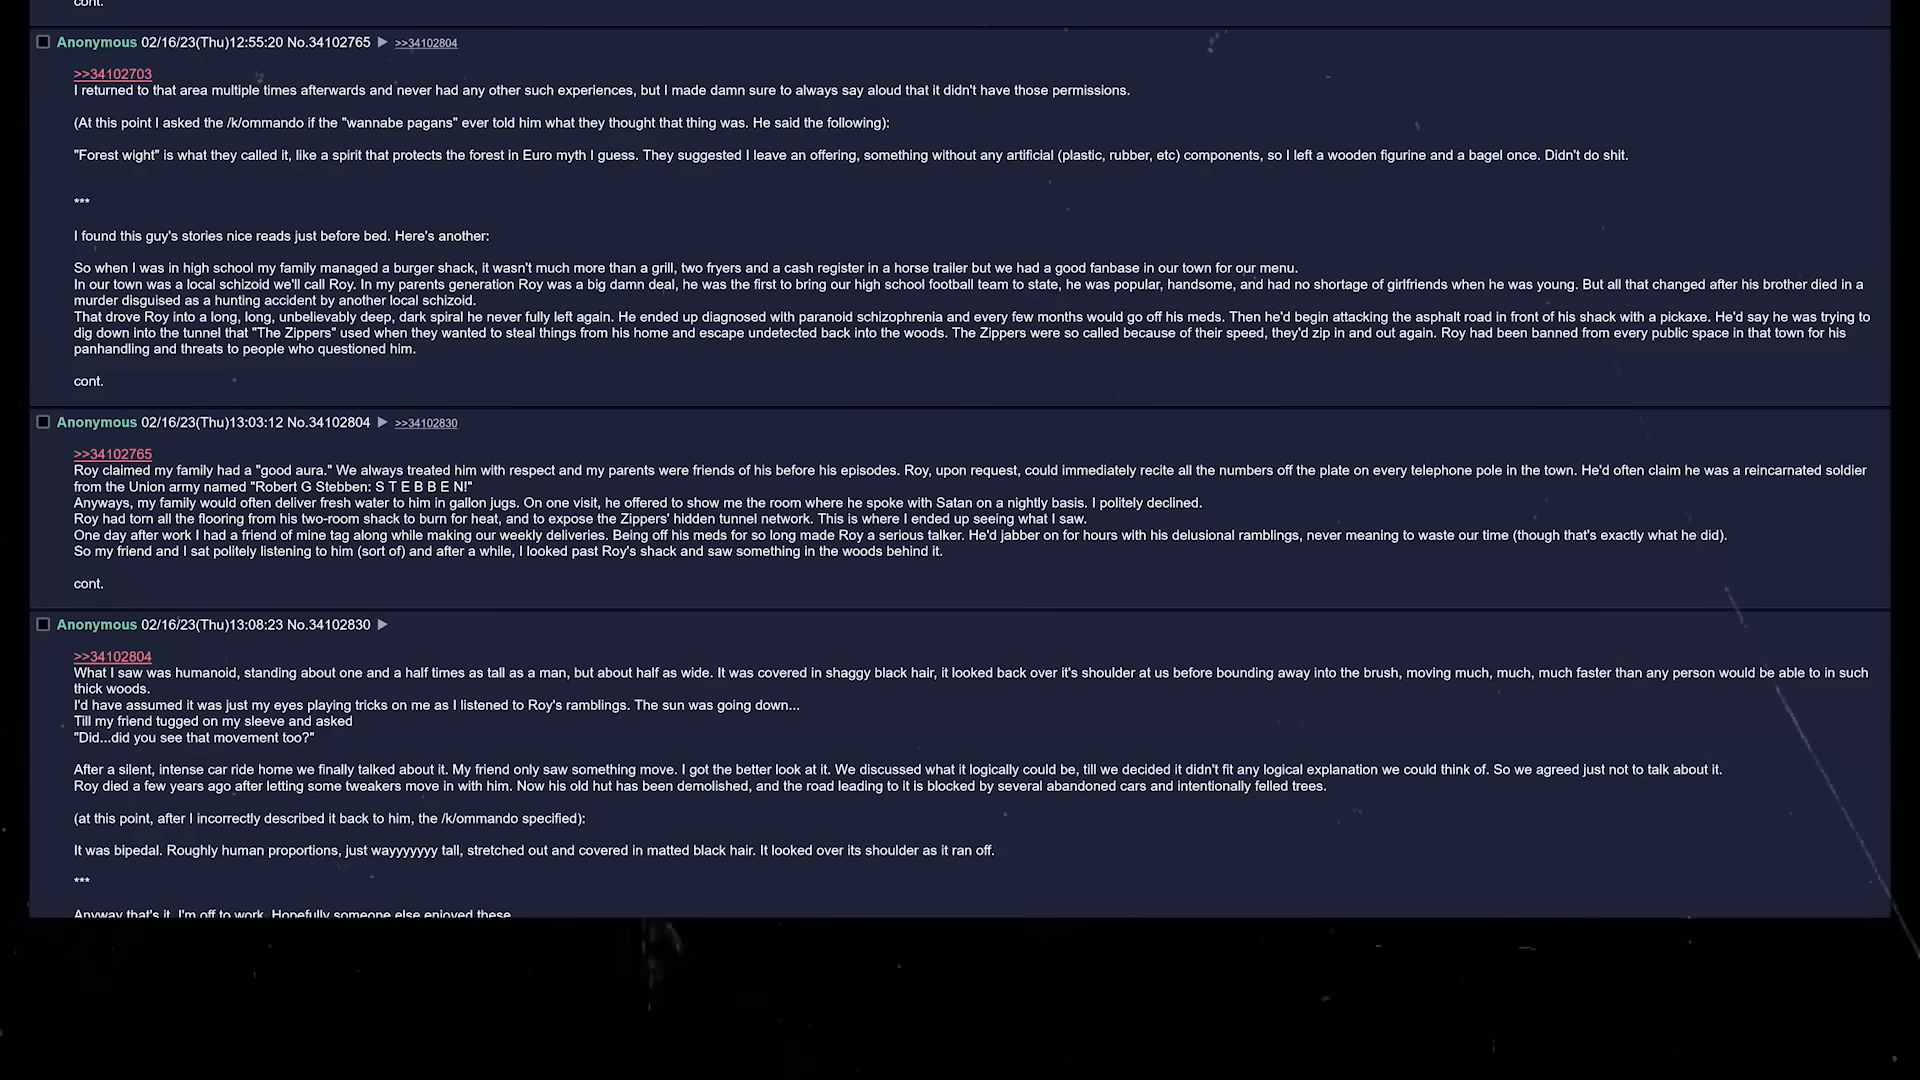 cont.
Anonymous 02/16/23(Thu)12:55:20 No.34102765 ▶ >>34102804
>>34102703
I returned to that area multiple times afterwards and never had any other such experiences, but I made damn sure to always say aloud that it didn't have those permissions.
(At this point I asked the /k/ommando if the "wannabe pagans" ever told him what they thought that thing was. He said the following):
"Forest wight" is what they called it, like a spirit that protects the forest in Euro myth I guess. They suggested I leave an offering, something without any artificial (plastic, rubber, etc) components, so I left a wooden figurine and a bagel once. Didn't do shit.
***
I found this guy's stories nice reads just before bed. Here's another:
So when I was in high school my family managed a burger shack, it wasn't much more than a grill, two fryers and a cash register in a horse trailer but we had a good fanbase in our town for our menu.
In our town was a local schizoid we'll call Roy. In my parents generation Roy was a big damn deal, he was the first to bring our high school football team to state, he was popular, handsome, and had no shortage of girlfriends when he was young. But all that changed after his brother died in a
murder disguised as a hunting accident by another local schizoid.
That drove Roy into a long, long, unbelievably deep, dark spiral he never fully left again. He ended up diagnosed with paranoid schizophrenia and every few months would go off his meds. Then he'd begin attacking the asphalt road in front of his shack with a pickaxe. He'd say he was trying to
dig down into the tunnel that "The Zippers" used when they wanted to steal things from his home and escape undetected back into the woods. The Zippers were so called because of their speed, they'd zip in and out again. Roy had been banned from every public space in that town for his
panhandling and threats to people who questioned him.
cont.
Anonymous 02/16/23(Thu)13:03:12 No.34102804 ▶ >>34102830
>>34102765
Roy claimed my family had a "good aura." We always treated him with respect and my parents were friends of his before his episodes. Roy, upon request, could immediately recite all the numbers off the plate on every telephone pole in the town. He'd often claim he was a reincarnated soldier
from the Union army named "Robert G Stebben: S T E B B E N!"
Anyways, my family would often deliver fresh water to him in gallon jugs. On one visit, he offered to show me the room where he spoke with Satan on a nightly basis. I politely declined.
Roy had torn all the flooring from his two-room shack to burn for heat, and to expose the Zippers' hidden tunnel network. This is where I ended up seeing what I saw.
One day after work I had a friend of mine tag along while making our weekly deliveries. Being off his meds for so long made Roy a serious talker. He'd jabber on for hours with his delusional ramblings, never meaning to waste our time (though that's exactly what he did).
So my friend and I sat politely listening to him (sort of) and after a while, I looked past Roy's shack and saw something in the woods behind it.
cont.
Anonymous 02/16/23(Thu)13:08:23 No.34102830 ▶
>>34102804
What I saw was humanoid, standing about one and a half times as tall as a man, but about half as wide. It was covered in shaggy black hair, it looked back over it's shoulder at us before bounding away into the brush, moving much, much, much faster than any person would be able to in such
thick woods.
I'd have assumed it was just my eyes playing tricks on me as I listened to Roy's ramblings. The sun was going down...
Till my friend tugged on my sleeve and asked
"Did...did you see that movement too?"
After a silent, intense car ride home we finally talked about it. My friend only saw something move. I got the better look at it. We discussed what it logically could be, till we decided it didn't fit any logical explanation we could think of. So we agreed just not to talk about it.
Roy died a few years ago after letting some tweakers move in with him. Now his old hut has been demolished, and the road leading to it is blocked by several abandoned cars and intentionally felled trees.
(at this point, after I incorrectly described it back to him, the /k/ommando specified):
It was bipedal. Roughly human proportions, just wayyyyyyy tall, stretched out and covered in matted black hair. It looked over its shoulder as it ran off.
***
Anyway that's it. I'm off to work. Hopefully someone else enjoyed these